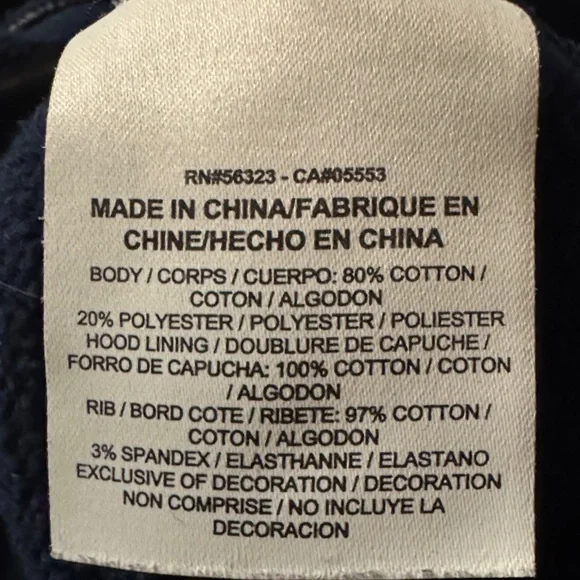 RN#56323 - CA#05553
MADE IN CHINA/FABRIQUE EN
CHINE/HECHO EN CHINA
BODY / CORPS / CUERPO: 80% COTTON /
COTON / ALGODON
20% POLYESTER / POLYESTER / POLIESTER
HOOD LINING / DOUBLURE DE CAPUCHE /
FORRO DE CAPUCHA: 100% COTTON / COTON
/ ALGODON
RIB / BORD COTE / RIBETE: 97% COTTON /
COTON / ALGODON
3% SPANDEX / ELASTHANNE / ELASTANO
EXCLUSIVE OF DECORATION / DECORATION
NON COMPRISE / NO INCLUYE LA
DECORACION